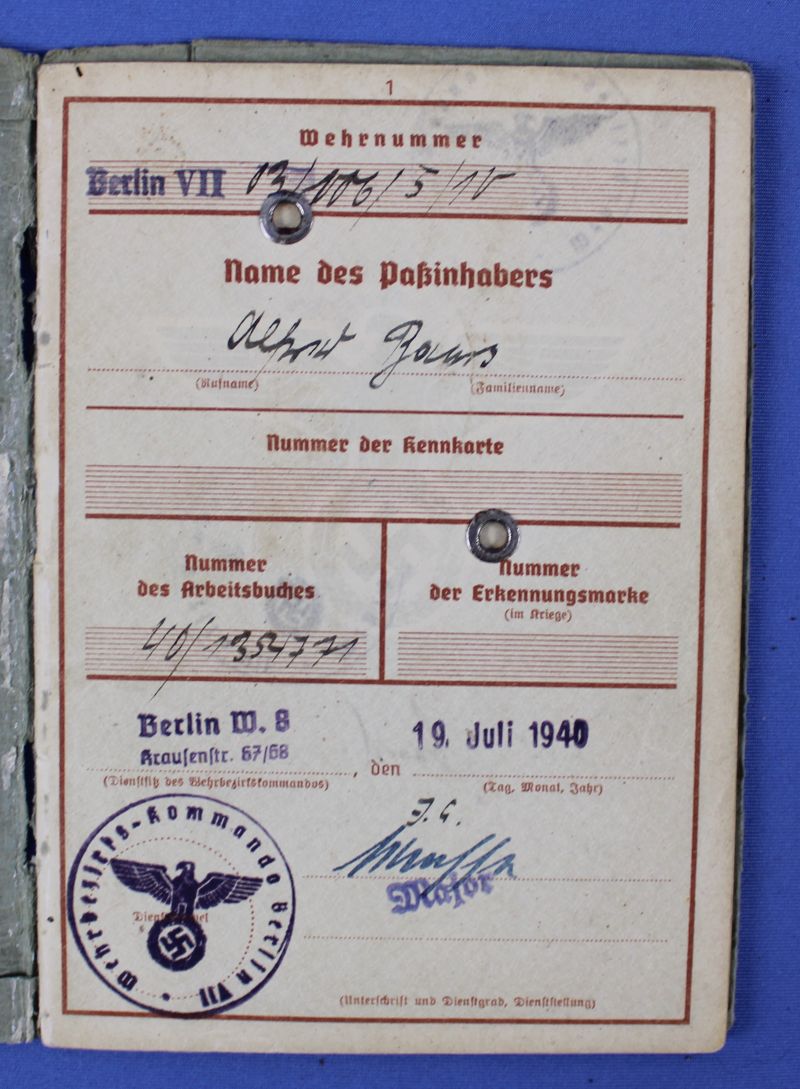 1
Wehrnummer
Berlin VII 03/106/5/10
Name des Paßinhabers
Alfred
(Rufname) (Familienname)
Nummer der Kennkarte
Nummer
des Arbeitsbuches
40/1354771
Nummer
der Erkennungsmarke
(im Kriege)
Berlin W. 8
Krausenstr. 67/68
, den
19. Juli 1940
(Dienstsitz des Wehrbezirkskommandos)
(Tag, Monat, Jahr)
Wehrbezirks-Kommando Berlin VII
Major
(Unterschrift und Dienstgrad, Dienststellung)